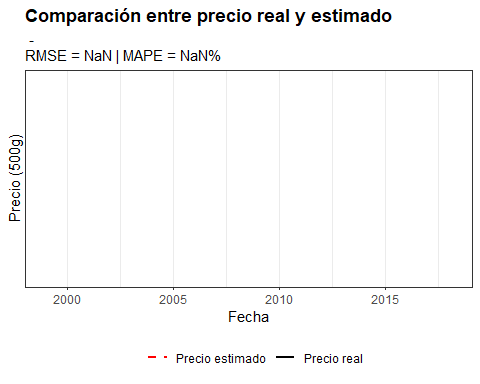 Comparación entre precio real y estimado
-
RMSE = NaN | MAPE = NaN%
Precio (500g)
2000 2005 2010 2015
Fecha
Precio estimado Precio real